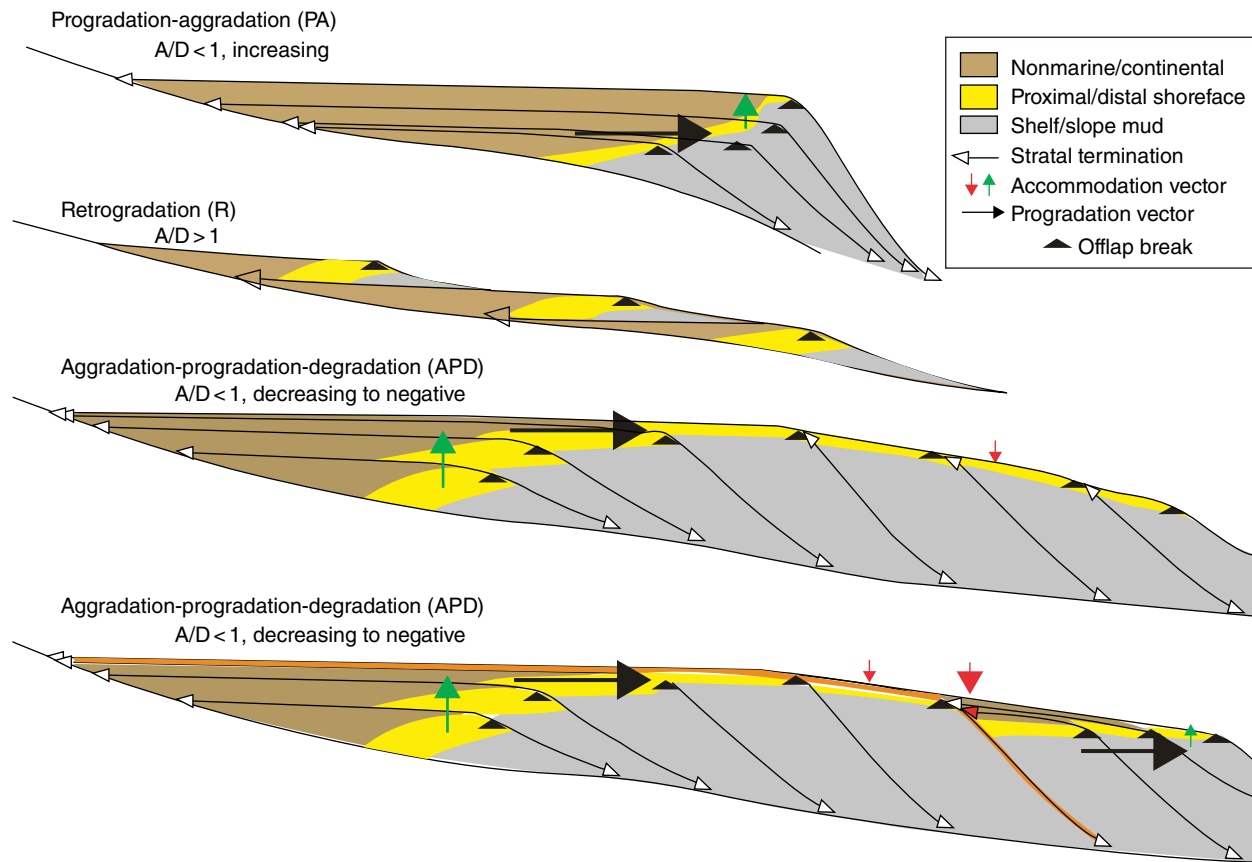 Progradation-aggradation (PA)
A/D < 1, increasing
Nonmarine/continental
Proximal/distal shoreface
Shelf/slope mud
Stratal termination
Accommodation vector
Progradation vector
Offlap break
Retrogradation (R)
A/D > 1
Aggradation-progradation-degradation (APD)
A/D < 1, decreasing to negative
Aggradation-progradation-degradation (APD)
A/D < 1, decreasing to negative